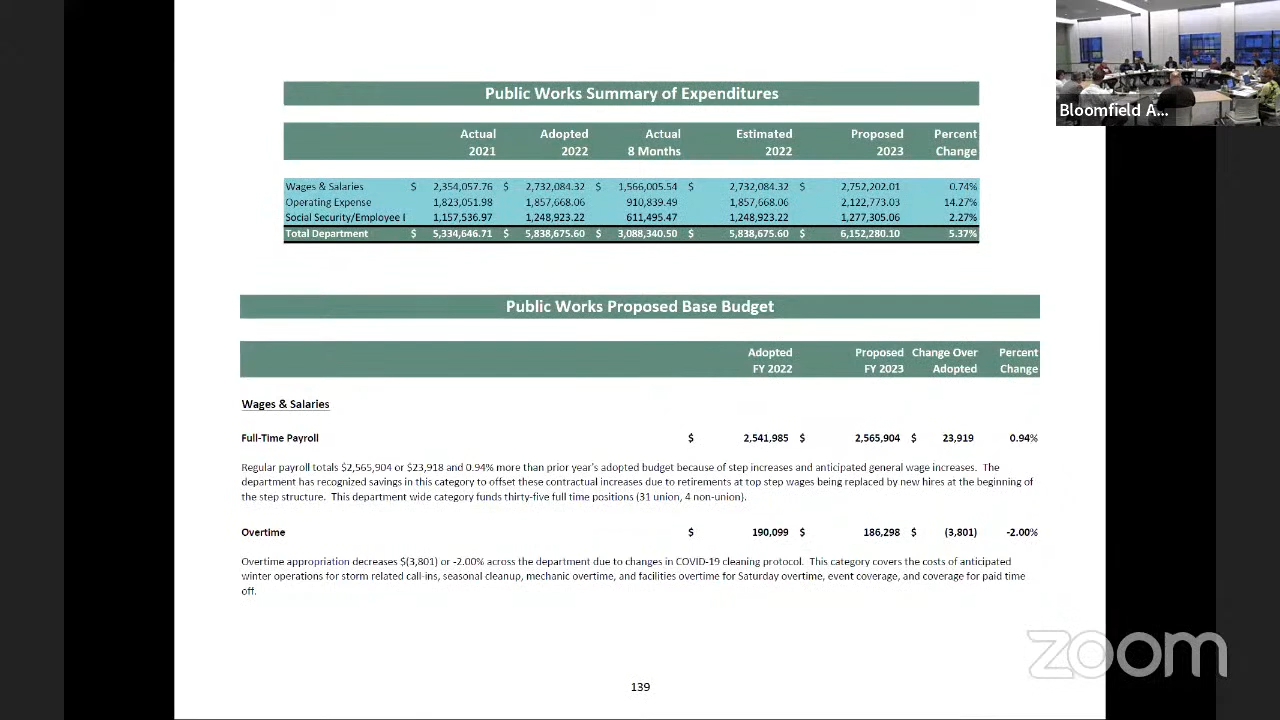 Public Works Summary of Expenditures
Actual Adopted Actual Estimated Proposed Percent
2021 2022 8 Months 2022 2023 Change
Wages & Salaries $ 2,354,057.76 $ 2,732,084.32 $ 1,566,005.54 $ 2,732,084.32 $ 2,752,202.01 0.74%
Operating Expense 1,823,051.98 1,857,668.06 910,839.49 1,857,668.06 2,122,773.03 14.27%
Social Security/Employee I 1,157,536.97 1,248,923.22 611,495.47 1,248,923.22 1,277,305.06 2.27%
Total Department $ 5,334,646.71 $ 5,838,675.60 $ 3,088,340.50 $ 5,838,675.60 $ 6,152,280.10 5.37%
Public Works Proposed Base Budget
Adopted Proposed Change Over Percent
FY 2022 FY 2023 Adopted Change
Wages & Salaries
Full-Time Payroll $ 2,541,985 $ 2,565,904 $ 23,919 0.94%
Regular payroll totals $2,565,904 or $23,918 and 0.94% more than prior year's adopted budget because of step increases and anticipated general wage increases. The
department has recognized savings in this category to offset these contractual increases due to retirements at top step wages being replaced by new hires at the beginning of
the step structure. This department wide category funds thirty-five full time positions (31 union, 4 non-union).
Overtime $ 190,099 $ 186,298 $ (3,801) -2.00%
Overtime appropriation decreases $(3,801) or -2.00% across the department due to changes in COVID-19 cleaning protocol. This category covers the costs of anticipated
winter operations for storm related call-ins, seasonal cleanup, mechanic overtime, and facilities overtime for Saturday overtime, event coverage, and coverage for paid time
off.
139
Bloomfield A...
zoom